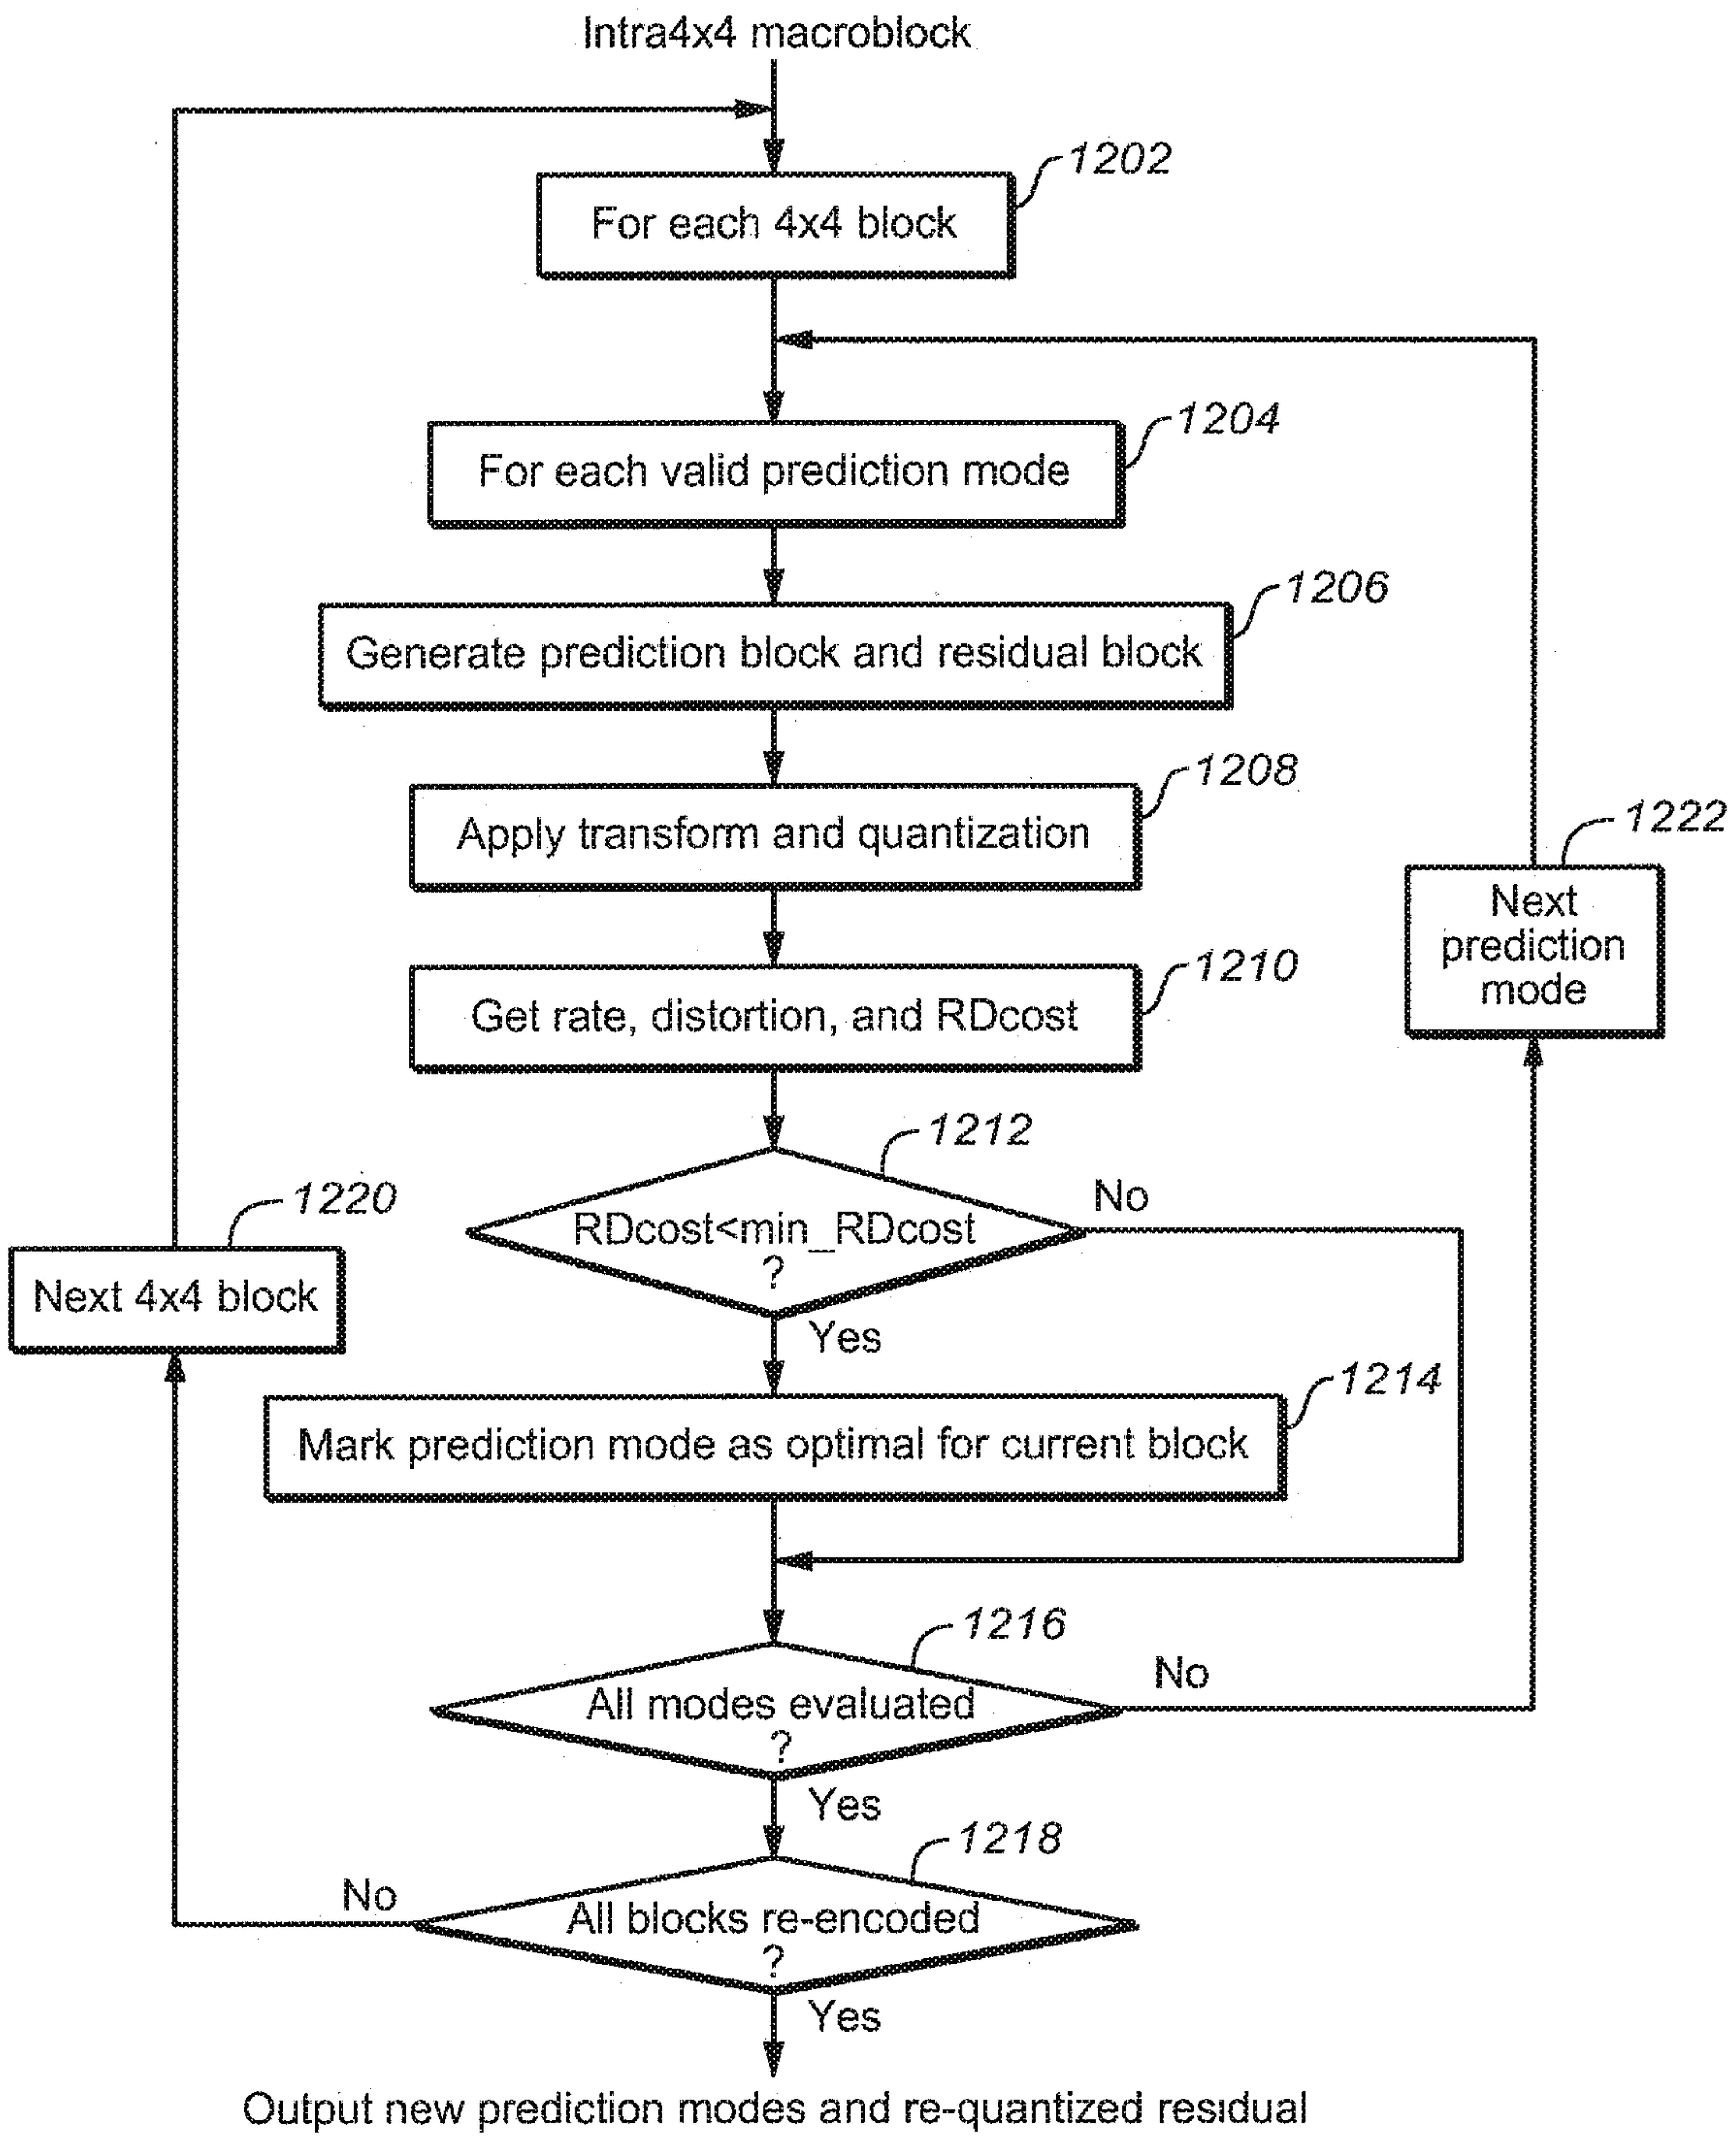 Intra4x4 macroblock
1202
For each 4x4 block
1204
For each valid prediction mode
1206
Generate prediction block and residual block
1208
Apply transform and quantization
1222
Next
prediction
mode
1210
Get rate, distortion, and RDcost
1212
RDcost<min_RDcost
?
No
Yes
1220
Next 4x4 block
1214
Mark prediction mode as optimal for current block
1216
All modes evaluated
?
No
Yes
1218
All blocks re-encoded
?
No
Yes
Output new prediction modes and re-quantized residual